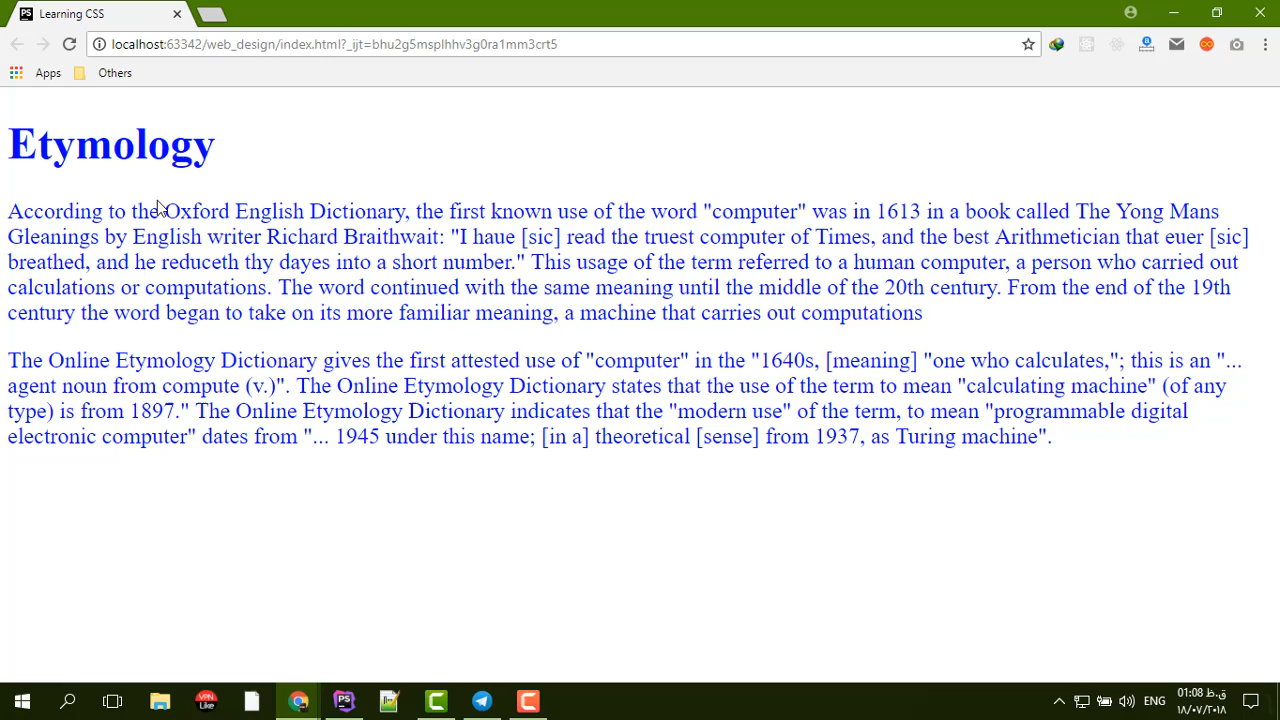 Learning CSS
localhost:63342/web_design/index.html?_ijt=bhu2g5msplhhv3g0ra1mm3crt5
Apps Others
Etymology
According to the Oxford English Dictionary, the first known use of the word "computer" was in 1613 in a book called The Yong Mans
Gleanings by English writer Richard Braithwait: "I haue [sic] read the truest computer of Times, and the best Arithmetician that euer [sic]
breathed, and he reduceth thy dayes into a short number." This usage of the term referred to a human computer, a person who carried out
calculations or computations. The word continued with the same meaning until the middle of the 20th century. From the end of the 19th
century the word began to take on its more familiar meaning, a machine that carries out computations
The Online Etymology Dictionary gives the first attested use of "computer" in the "1640s, [meaning] "one who calculates,"; this is an "...
agent noun from compute (v.)". The Online Etymology Dictionary states that the use of the term to mean "calculating machine" (of any
type) is from 1897." The Online Etymology Dictionary indicates that the "modern use" of the term, to mean "programmable digital
electronic computer" dates from "... 1945 under this name; [in a] theoretical [sense] from 1937, as Turing machine".
VPN Like PS ENG 01:08 ق.ظ
۱۸/۰۷/۲۰۱۸